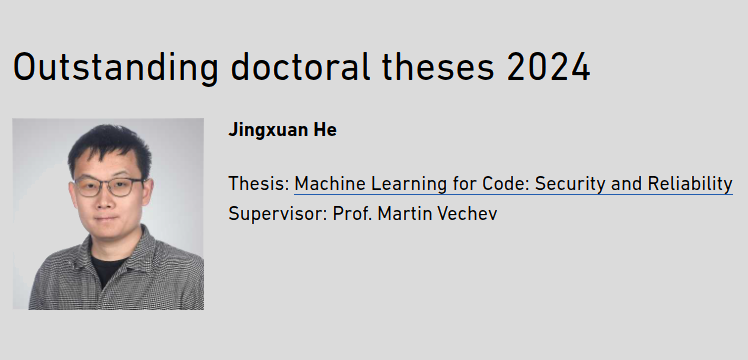 Outstanding doctoral theses 2024
Jingxuan He
Thesis: Machine Learning for Code: Security and Reliability
Supervisor: Prof. Martin Vechev